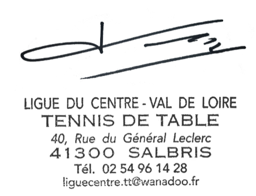 LIGUE DU CENTRE - VAL DE LOIRE
TENNIS DE TABLE
40, Rue du Général Leclerc
41300 SALBRIS
Tél. 02 54 96 14 28
liguecentre.tt@wanadoo.fr